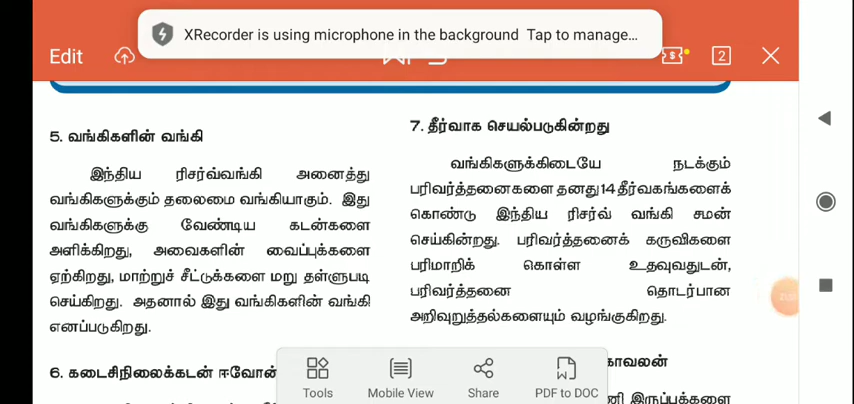 XRecorder is using microphone in the background Tap to manage...
Edit
2
5. வங்கிகளின் வங்கி
இந்திய ரிசர்வ்வங்கி அனைத்து
வங்கிகளுக்கும் தலைமை வங்கியாகும். இது
வங்கிகளுக்கு வேண்டிய கடன்களை
அளிக்கிறது, அவைகளின் வைப்புக்களை
ஏற்கிறது, மாற்றுச் சீட்டுக்களை மறு தள்ளுபடி
செய்கிறது. அதனால் இது வங்கிகளின் வங்கி
எனப்படுகிறது.
6. கடைசிநிலைக்கடன் ஈவோன்
7. தீர்வாக செயல்படுகின்றது
வங்கிகளுக்கிடையே நடக்கும்
பரிவர்த்தனைகளை தனது 14 தீர்வகங்களைக்
கொண்டு இந்திய ரிசர்வ் வங்கி சமன்
செய்கின்றது. பரிவர்த்தனைக் கருவிகளை
பரிமாறிக் கொள்ள உதவுவதுடன்,
பரிவர்த்தனை தொடர்பான
அறிவுறுத்தல்களையும் வழங்குகிறது.
காவலன்
இருப்புக்களை
Tools
Mobile View
Share
PDF to DOC